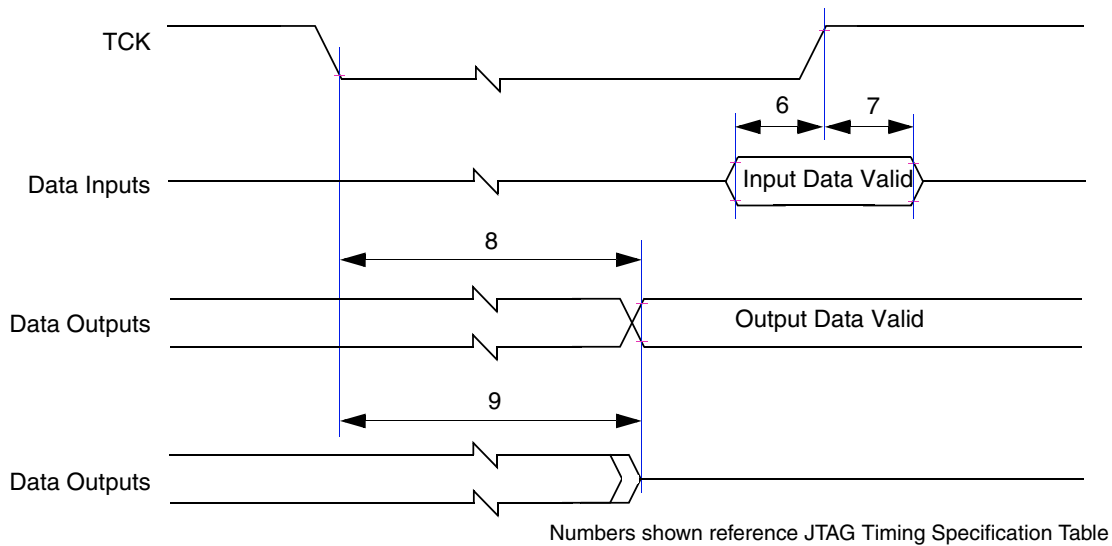 TCK
6
7
Data Inputs
Input Data Valid
8
Data Outputs
Output Data Valid
9
Data Outputs
Numbers shown reference JTAG Timing Specification Table